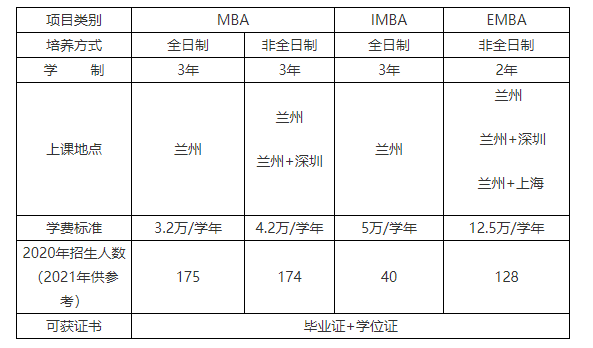 项目类别 MBA IMBA EMBA
培养方式 全日制 非全日制 全日制 非全日制
学 制 3年 3年 3年 2年
上课地点 兰州 兰州 兰州+深圳 兰州 兰州 兰州+深圳 兰州+上海
学费标准 3.2万/学年 4.2万/学年 5万/学年 12.5万/学年
2020年招生人数
（2021年供参
考） 175 174 40 128
可获证书 毕业证+学位证